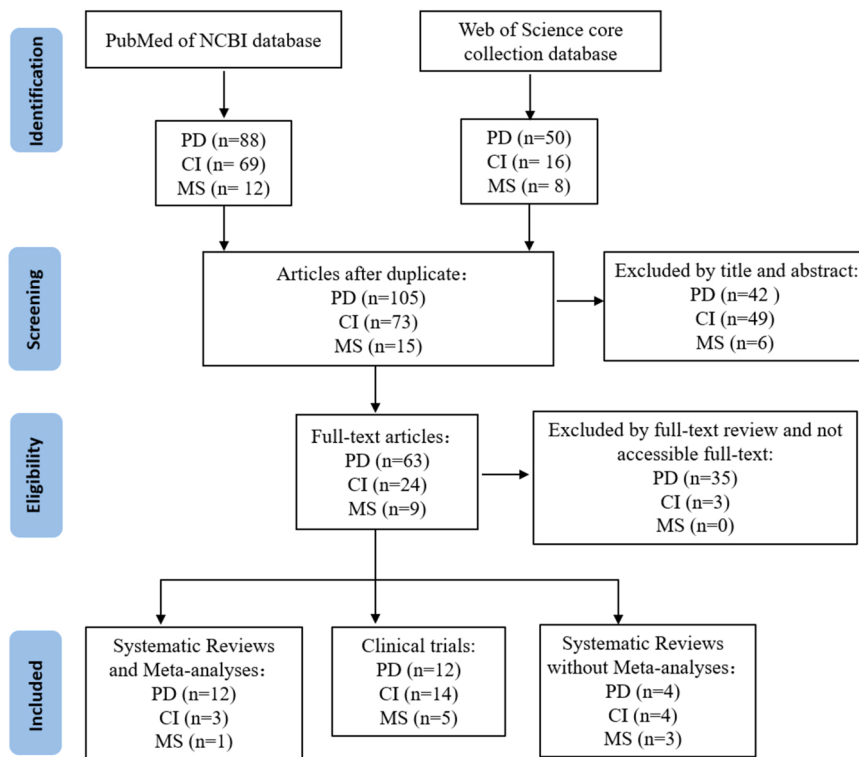 Identification
PubMed of NCBI database
Web of Science core
collection database
PD (n=88)
CI (n= 69)
MS (n= 12)
PD (n=50)
CI (n= 16)
MS (n= 8)
Screening
Articles after duplicate：
PD (n=105)
CI (n=73)
MS (n=15)
Excluded by title and abstract:
PD (n=42 )
CI (n=49)
MS (n=6)
Eligibility
Full-text articles：
PD (n=63)
CI (n=24)
MS (n=9)
Excluded by full-text review and not
accessible full-text:
PD (n=35)
CI (n=3)
MS (n=0)
Included
Systematic Reviews
and Meta-analyses：
PD (n=12)
CI (n=3)
MS (n=1)
Clinical trials:
PD (n=12)
CI (n=14)
MS (n=5)
Systematic Reviews
without Meta-analyses：
PD (n=4)
CI (n=4)
MS (n=3)